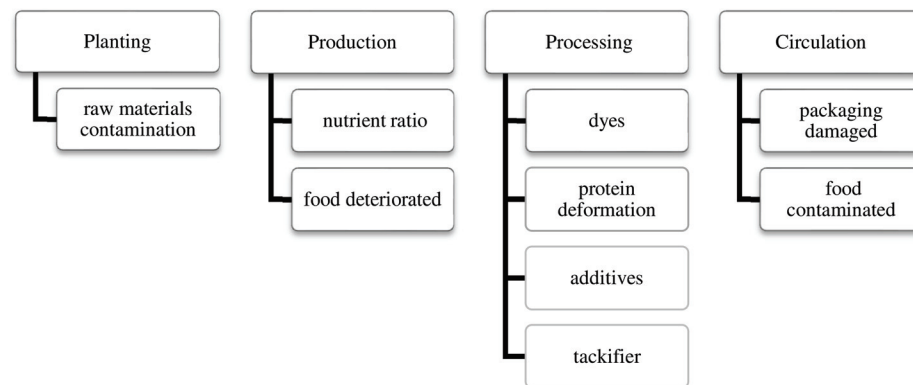 Planting
raw materials
contamination
Production
nutrient ratio
food deteriorated
Processing
dyes
protein
deformation
additives
tackifier
Circulation
packaging
damaged
food
contaminated